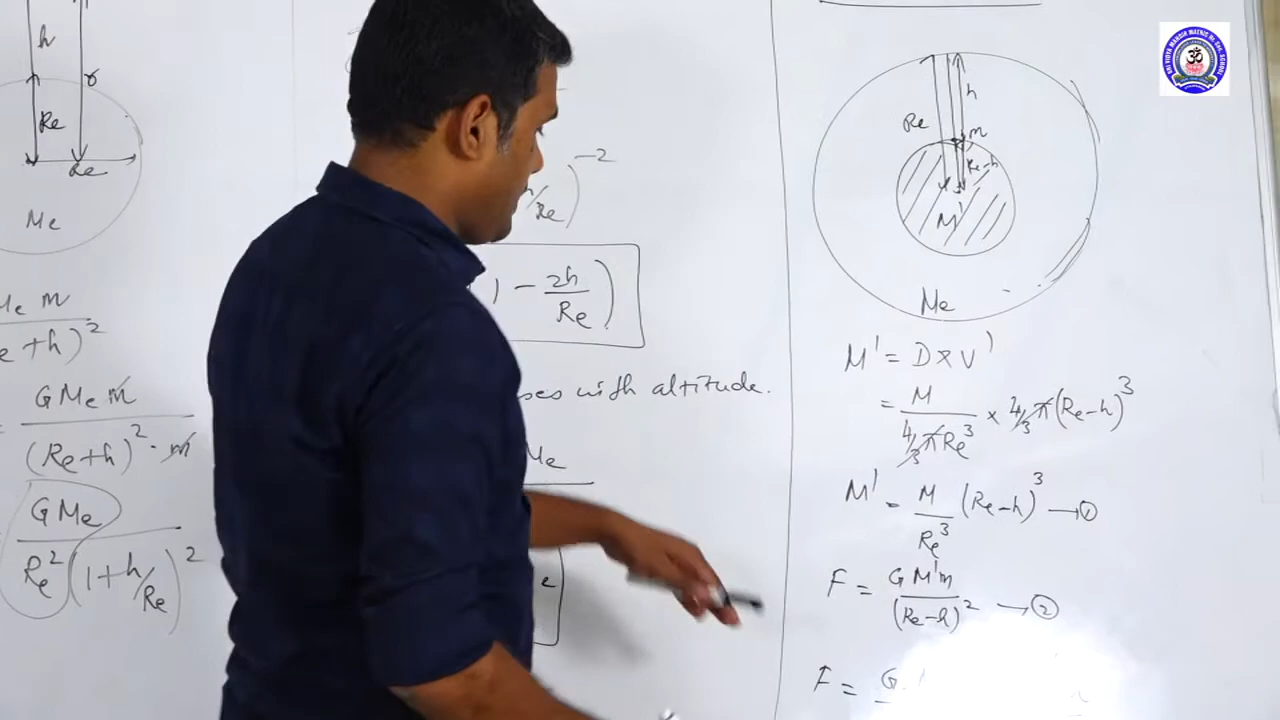 h
r
Re
Re
Me
Me m
e + h)²
GMe m
(Re + h)² · m
GMe
Re² (1 + h/Re)²
h/Re)⁻²
1 - 2h/Re)
ses with altitude.
Me
e
h
Re
m
Re-h
M'
Me
M' = D × V'
= M / 4/3 π Re³ × 4/3 π (Re-h)³
M' = M/Re³ (Re-h)³ → ①
F = G M' m / (Re-h)² → ②
F = G.